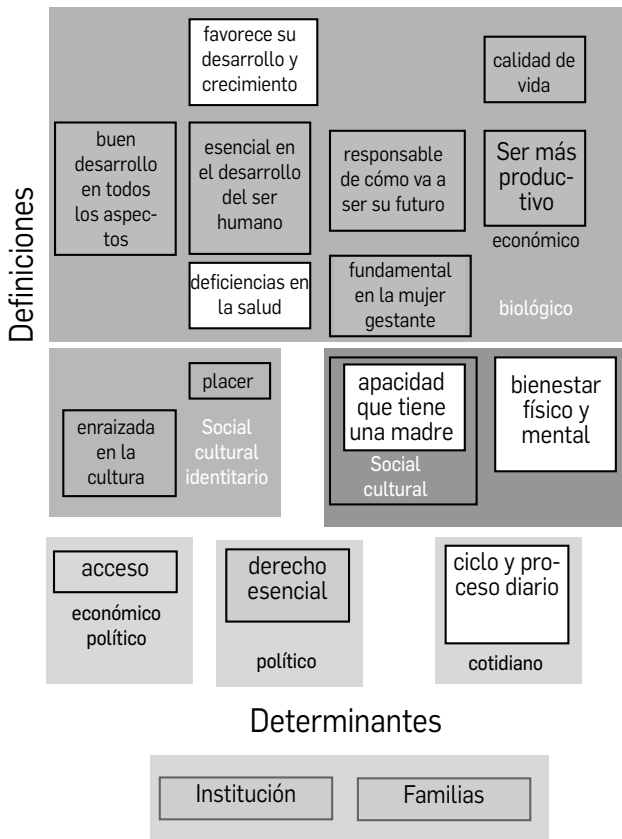 Definiciones
favorece su
desarrollo y
crecimiento
calidad de
vida
buen
desarrollo
en todos
los aspec-
tos
esencial en
el desarrollo
del ser
humano
responsable
de cómo va a
ser su futuro
Ser más
produc-
tivo
económico
deficiencias en
la salud
fundamental
en la mujer
gestante
biológico
placer
enraizada
en la
cultura
Social
cultural
identitario
apacidad
que tiene
una madre
Social
cultural
bienestar
físico y
mental
acceso
económico
político
derecho
esencial
político
ciclo y pro-
ceso diario
cotidiano
Determinantes
Institución
Familias